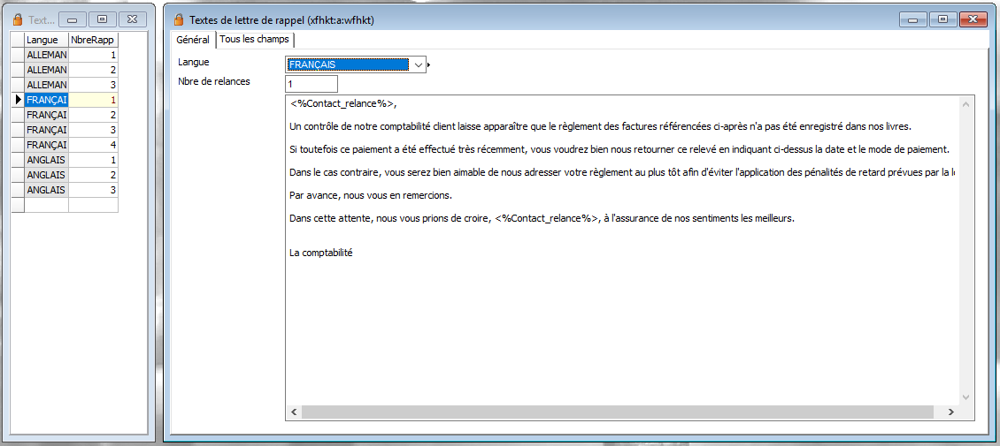 Text...
Langue NbreRapp
ALLEMAN 1
ALLEMAN 2
ALLEMAN 3
FRANÇAI 1
FRANÇAI 2
FRANÇAI 3
FRANÇAI 4
ANGLAIS 1
ANGLAIS 2
ANGLAIS 3
Textes de lettre de rappel (xfhkt:a:wfhkt)
Général Tous les champs
Langue FRANÇAIS
Nbre de relances 1
<%Contact_relance%>,
Un contrôle de notre comptabilité client laisse apparaître que le règlement des factures référencées ci-après n'a pas été enregistré dans nos livres.
Si toutefois ce paiement a été effectué très récemment, vous voudrez bien nous retourner ce relevé en indiquant ci-dessus la date et le mode de paiement.
Dans le cas contraire, vous serez bien aimable de nous adresser votre règlement au plus tôt afin d'éviter l'application des pénalités de retard prévues par la
Par avance, nous vous en remercions.
Dans cette attente, nous vous prions de croire, <%Contact_relance%>, à l'assurance de nos sentiments les meilleurs.
La comptabilité